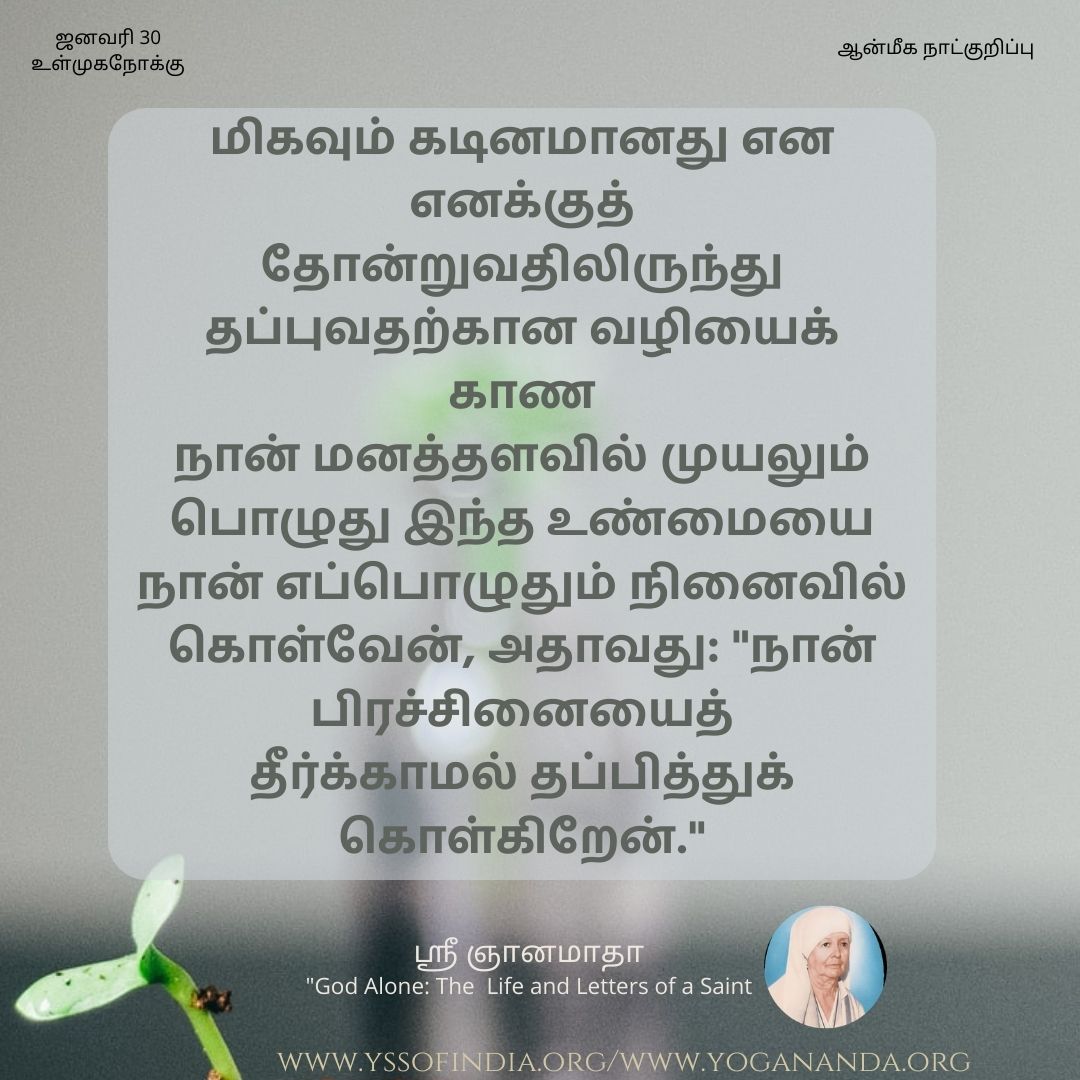 ஜனவரி 30
உள்முகநோக்கு
ஆன்மீக நாட்குறிப்பு
மிகவும் கடினமானது என
எனக்குத்
தோன்றுவதிலிருந்து
தப்புவதற்கான வழியைக்
காண
நான் மனத்தளவில் முயலும்
பொழுது இந்த உண்மையை
நான் எப்பொழுதும் நினைவில்
கொள்வேன், அதாவது: "நான்
பிரச்சினையைத்
தீர்க்காமல் தப்பித்துக்
கொள்கிறேன்."
ஸ்ரீ ஞானமாதா
"God Alone: The Life and Letters of a Saint
WWW.YSSOFINDIA.ORG/WWW.YOGANANDA.ORG